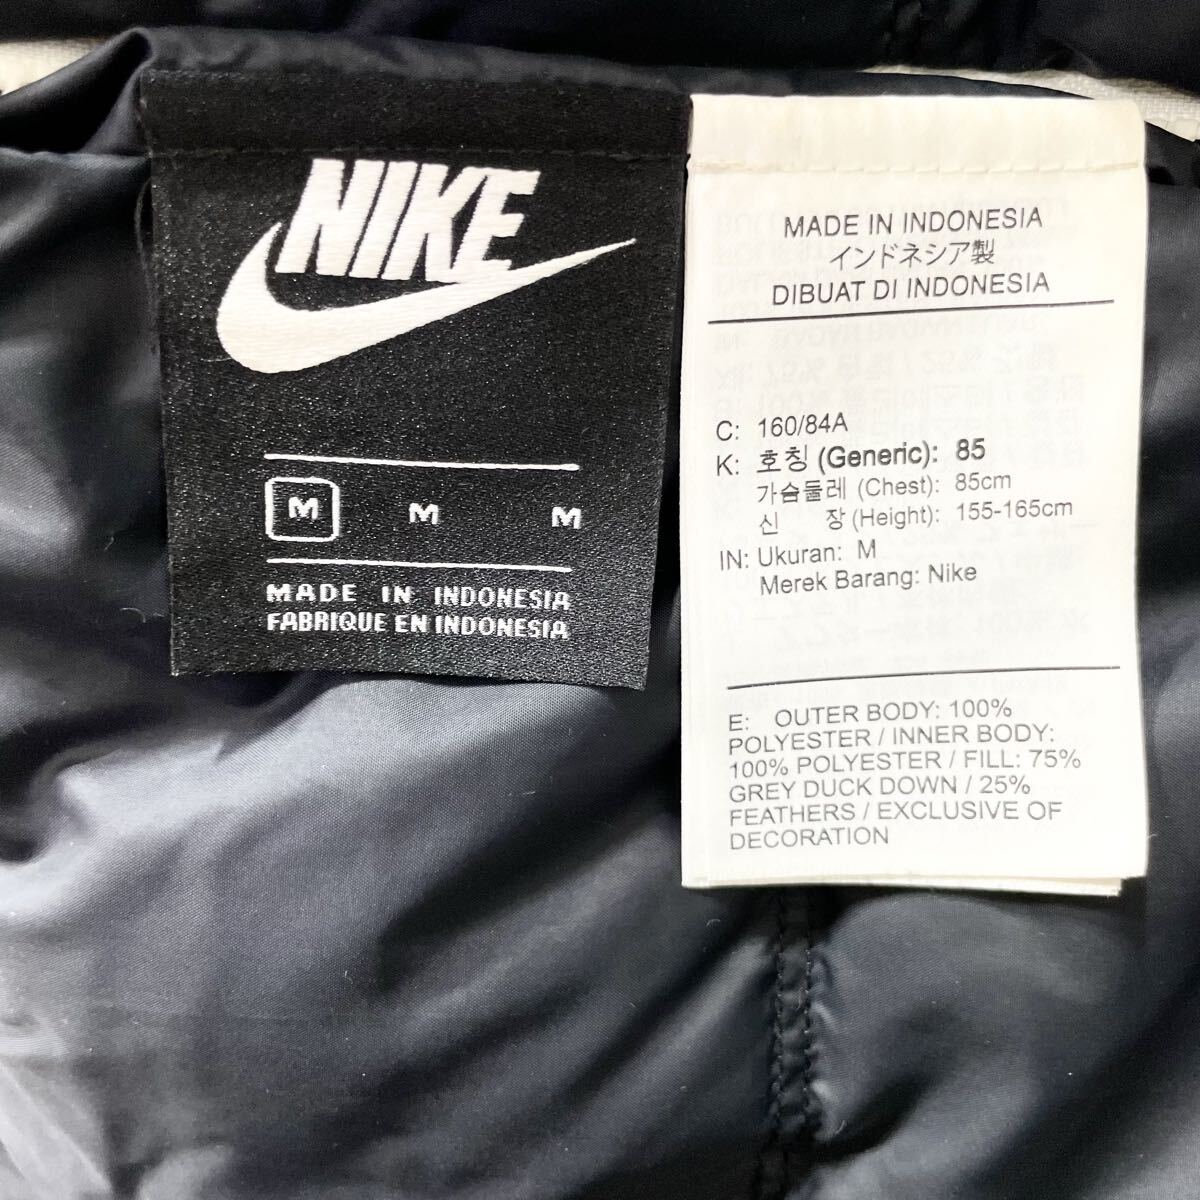 NIKE
M M M
MADE IN INDONESIA
FABRIQUE EN INDONESIA
MADE IN INDONESIA
インドネシア製
DIBUAT DI INDONESIA
C: 160/84A
K: 호칭 (Generic): 85
가슴둘레 (Chest): 85cm
신 장 (Height): 155-165cm
IN: Ukuran: M
Merek Barang: Nike
E: OUTER BODY: 100%
POLYESTER / INNER BODY:
100% POLYESTER / FILL: 75%
GREY DUCK DOWN / 25%
FEATHERS / EXCLUSIVE OF
DECORATION